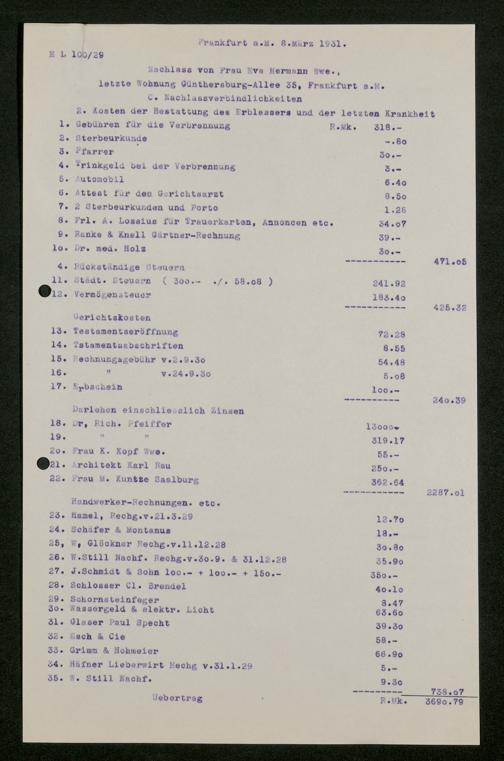 Frankfurt a.M. 8.März 1931.
E L 100/29
Nachlass von Frau Eva Hermann Wwe.,
letzte Wohnung Günthersburg-Allee 35, Frankfurt a.M.
C. Nachlassverbindlichkeiten
2. Kosten der Bestattung des Erblassers und der letzten Krankheit
1. Gebühren für die Verbrennung R.Mk. 318.-
2. Sterbeurkunde -.80
3. Pfarrer 30.-
4. Trinkgeld bei der Verbrennung 3.-
5. Automobil 6.40
6. Attest für den Gerichtsarzt 8.50
7. 2 Sterbeurkunden und Porto 1.28
8. Frl. A. Lossius für Trauerkarten, Annoncen etc. 34.07
9. Ranke & Knell Gärtner-Rechnung 39.-
10. Dr. med. Holz 30.-
---------- 471.05
4. Rückständige Steuern
11. Städt. Steuern ( 300.- ./. 58.08 ) 241.92
12. Vermögensteuer 183.40
---------- 425.32
Gerichtskosten
13. Testamentseröffnung 72.28
14. Tstamentsabschriften 8.55
15. Rechnungsgebühr v.2.9.30 54.48
16. " v.24.9.30 5.08
17. Erbschein 100.-
---------- 240.39
Darlehen einschliesslich Zinsen
18. Dr, Rich. Pfeiffer 13000-
19. " " 319.17
20. Frau K. Kopf Wwe. 55.-
21. Architekt Karl Nau 250.-
22. Frau M. Kuntze Saalburg 362.64
---------- 2287.01
Handwerker-Rechnungen. etc.
23. Hamel, Rechg.v.21.3.29 12.70
24. Schäfer & Montanus 18.-
25, W, Glöckner Rechg.v.11.12.28 30.80
26. W.Still Nachf. Rechg.v.30.9. & 31.12.28 35.90
27. J.Schmidt & Sohn 100.- + 100.- + 150.- 350.-
28. Schlosser Cl. Brendel 40.10
29. Schornsteinfeger 8.47
30. Wassergeld & elektr. Licht 63.60
31. Glaser Paul Specht 39.30
32. Esch & Cie 58.-
33. Grimm & Hohmeier 66.90
34. Häfner Lieberwirt Rechg v.31.1.29 5.-
35. W. Still Nachf. 9.30
---------- 738.07
Uebertrag R.Mk. 3690.79